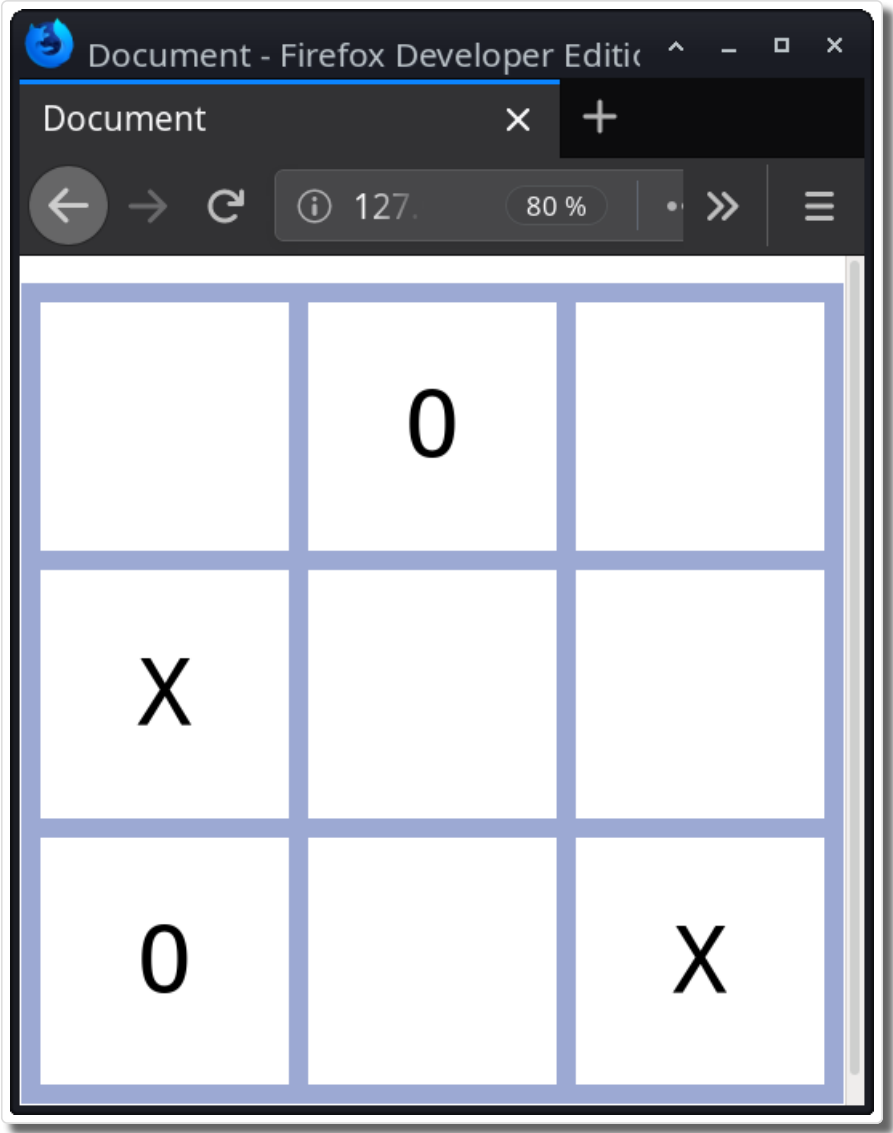 Document - Firefox Developer Editic
Document
127.
80 %
0
X
0
X